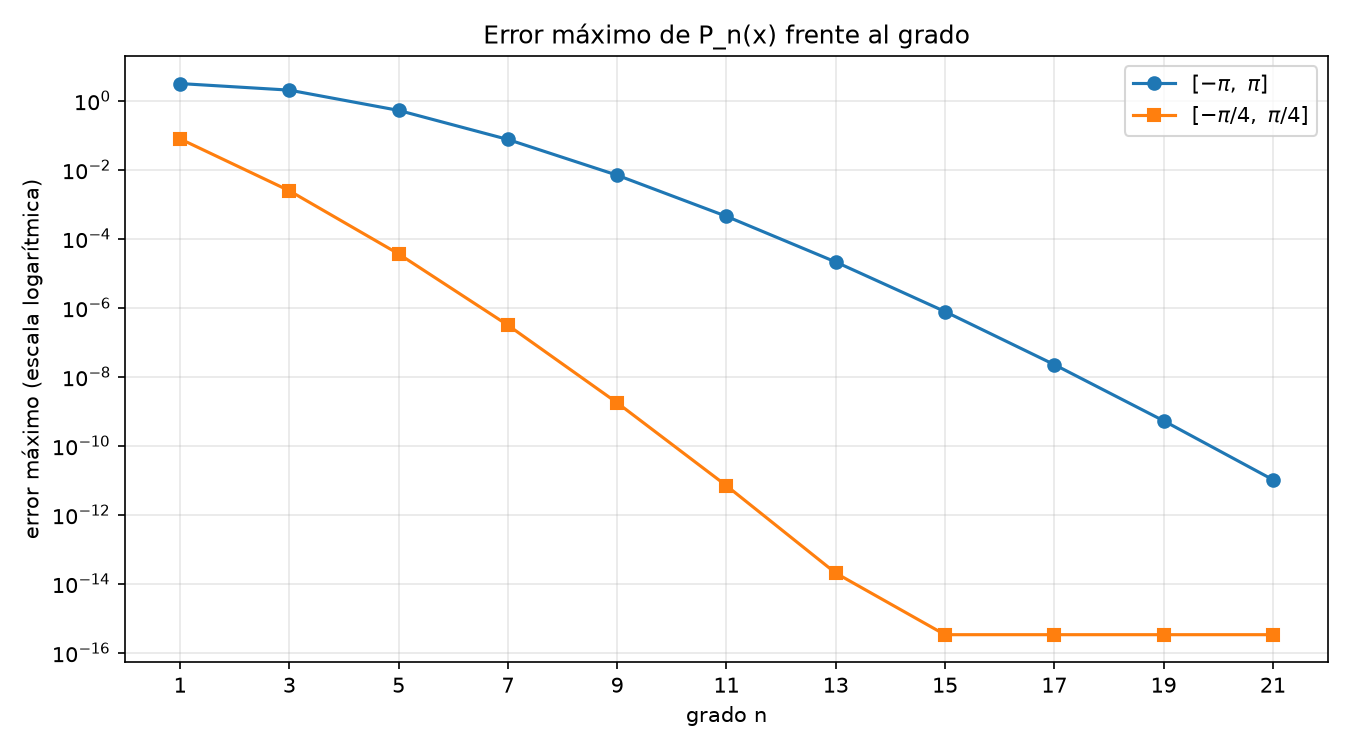 Error máximo de P_n(x) frente al grado
[−π, π]
[−π/4, π/4]
error máximo (escala logarítmica)
10⁰
10⁻²
10⁻⁴
10⁻⁶
10⁻⁸
10⁻¹⁰
10⁻¹²
10⁻¹⁴
10⁻¹⁶
1 3 5 7 9 11 13 15 17 19 21
grado n